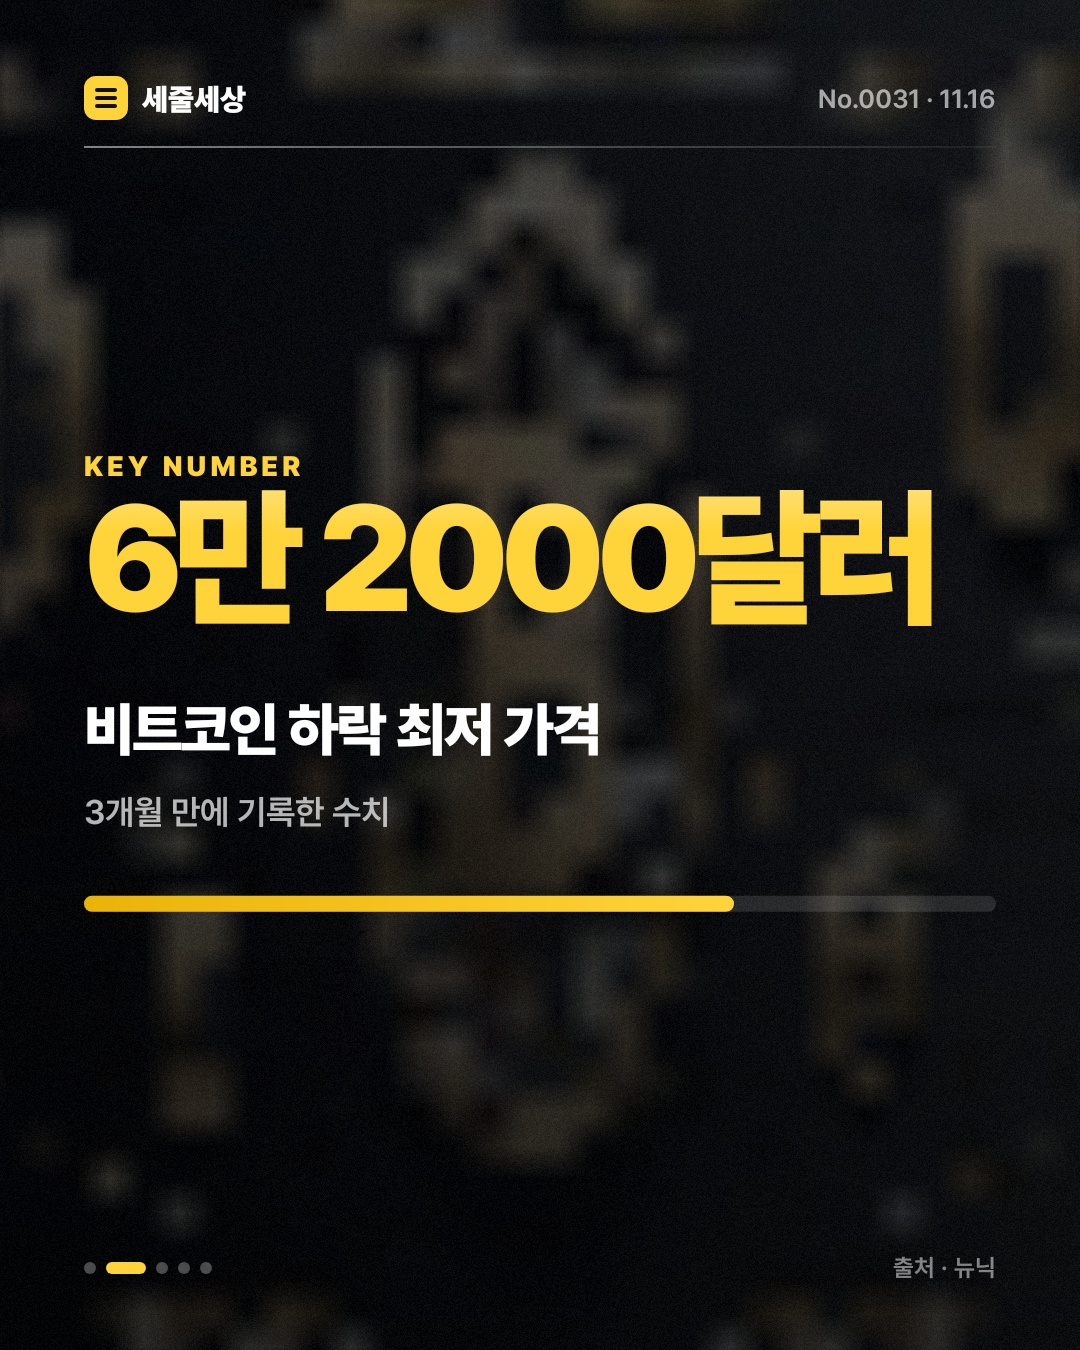 세줄세상
No.0031 · 11.16
KEY NUMBER
6만 2000달러
비트코인 하락 최저 가격
3개월 만에 기록한 수치
출처 · 뉴닉